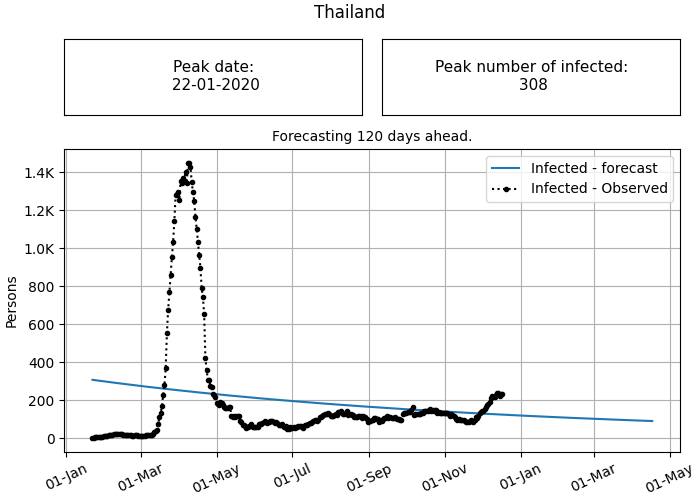 Thailand
Peak date:
22-01-2020
Peak number of infected:
308
Forecasting 120 days ahead.
Infected - forecast
Infected - Observed
1.4K
1.2K
1.0K
800
600
400
200
0
Persons
01-Jan
01-Mar
01-May
01-Jul
01-Sep
01-Nov
01-Jan
01-Mar
01-May